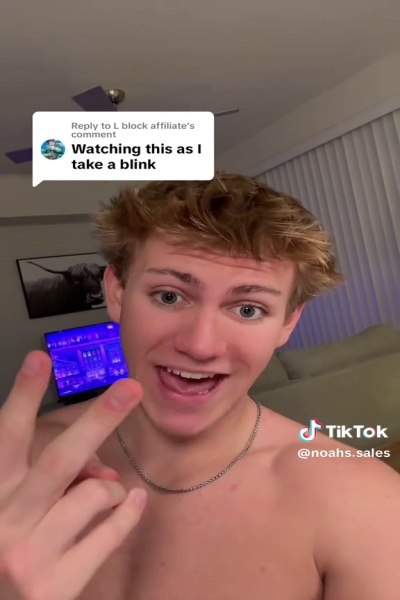 Reply to L block affiliate's
comment
Watching this as I
take a blink
TikTok
@noahs.sales